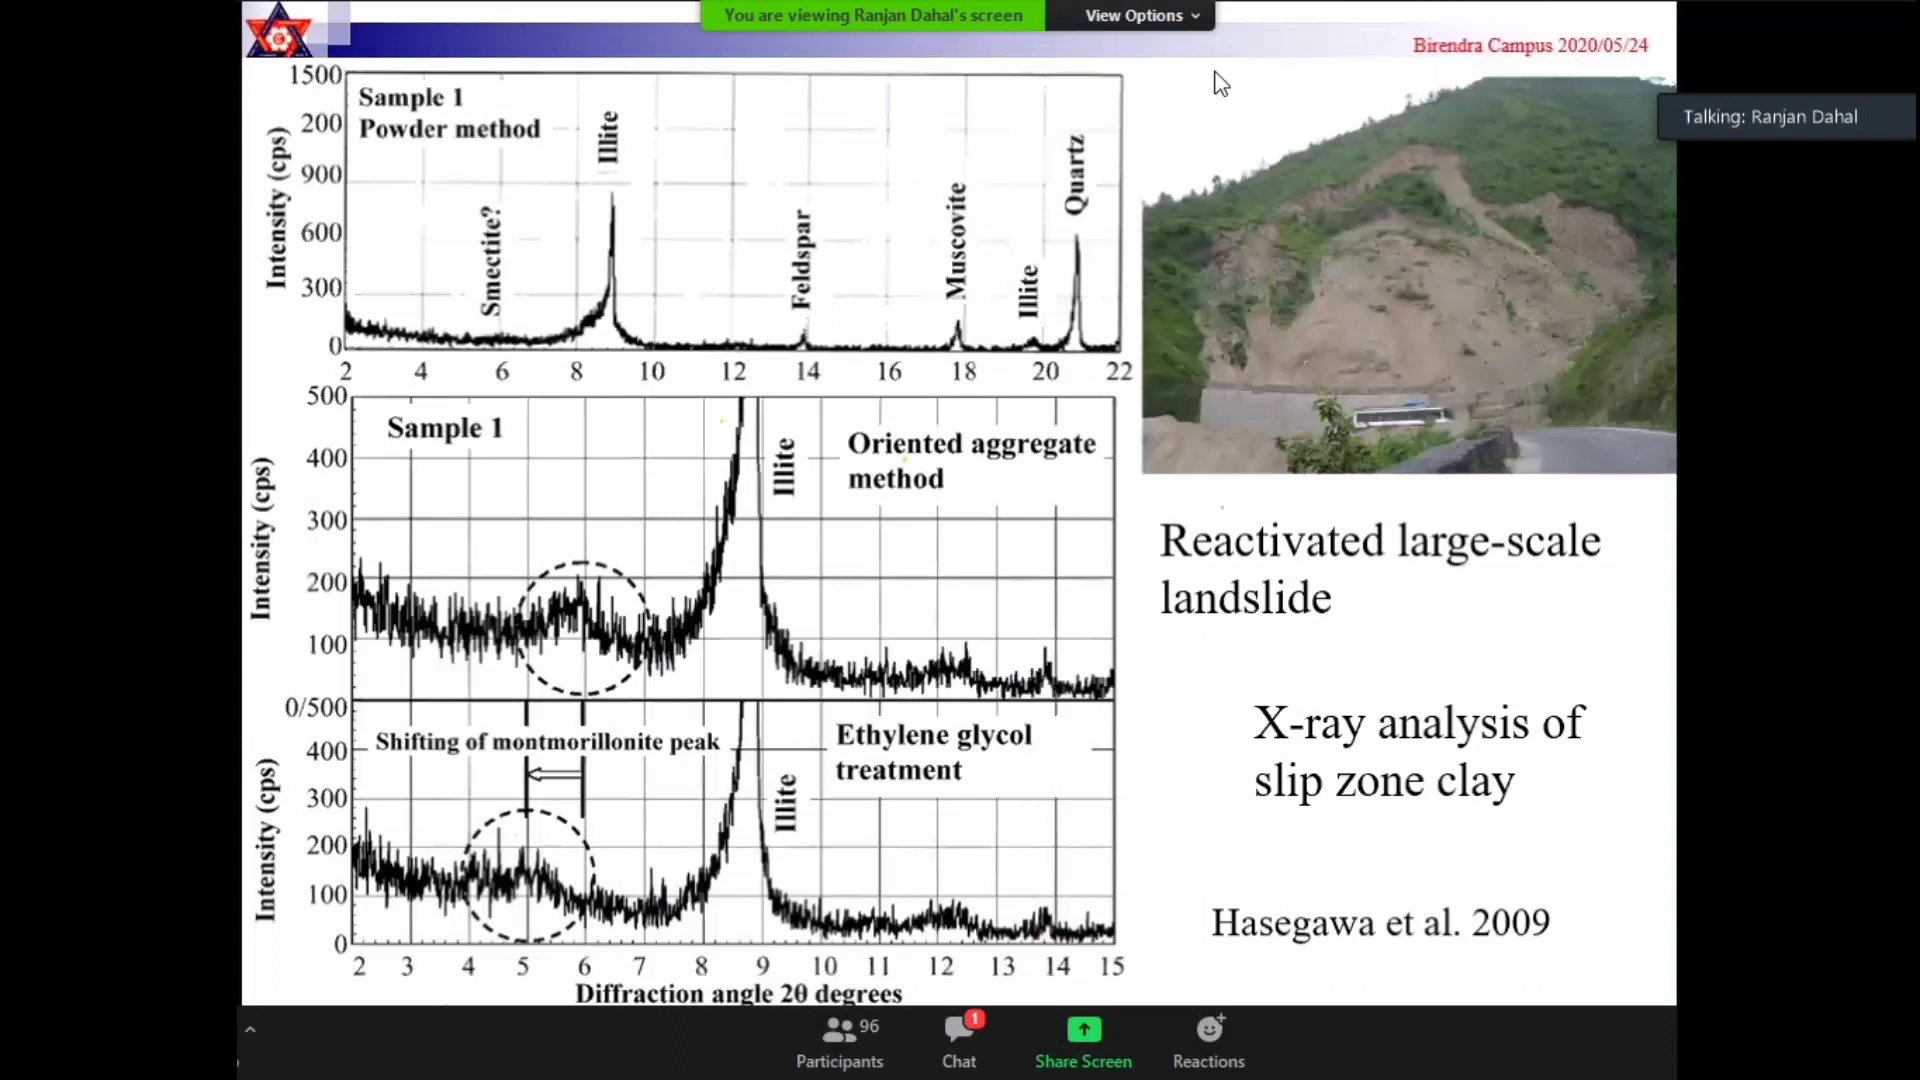 You are viewing Ranjan Dahal's screen
View Options
Birendra Campus 2020/05/24
Talking: Ranjan Dahal
1500
200
900
600
300
0
Intensity (cps)
Sample 1
Powder method
Smectite?
Illite
Feldspar
Muscovite
Illite
Quartz
2 4 6 8 10 12 14 16 18 20 22
500
400
300
200
100
Intensity (cps)
Sample 1
Illite
Oriented aggregate
method
0/500
400
300
200
100
0
Intensity (cps)
Shifting of montmorillonite peak
Illite
Ethylene glycol
treatment
2 3 4 5 6 7 8 9 10 11 12 13 14 15
Diffraction angle 2θ degrees
Reactivated large-scale
landslide
X-ray analysis of
slip zone clay
Hasegawa et al. 2009
96
Participants
1
Chat
Share Screen
Reactions